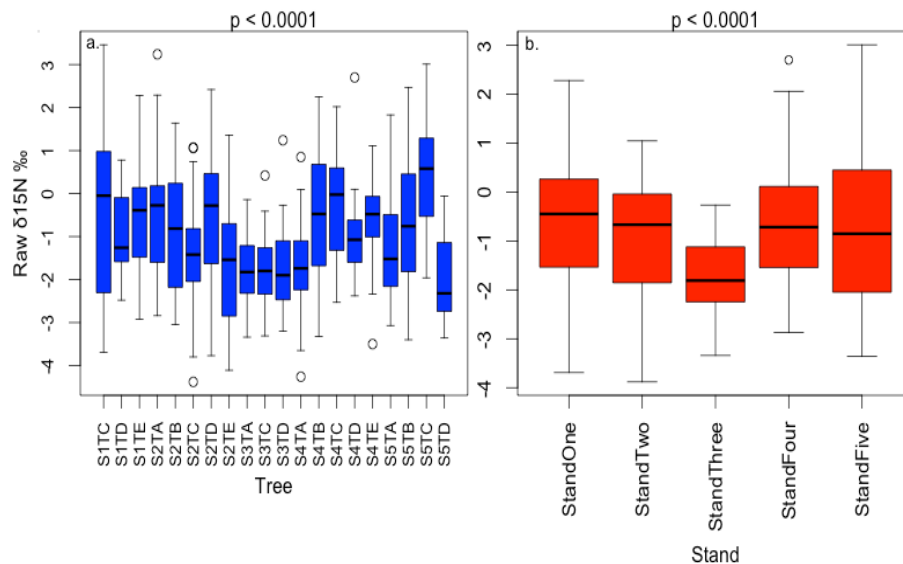 p < 0.0001
a.
Raw δ15N ‰
3
2
1
0
-1
-2
-3
-4
S1TC
S1TD
S1TE
S2TA
S2TB
S2TC
S2TD
S2TE
S3TA
S3TC
S3TD
S4TA
S4TB
S4TC
S4TD
S4TE
S5TA
S5TB
S5TC
S5TD
Tree
p < 0.0001
b.
3
2
1
0
-1
-2
-3
-4
StandOne
StandTwo
StandThree
StandFour
StandFive
Stand